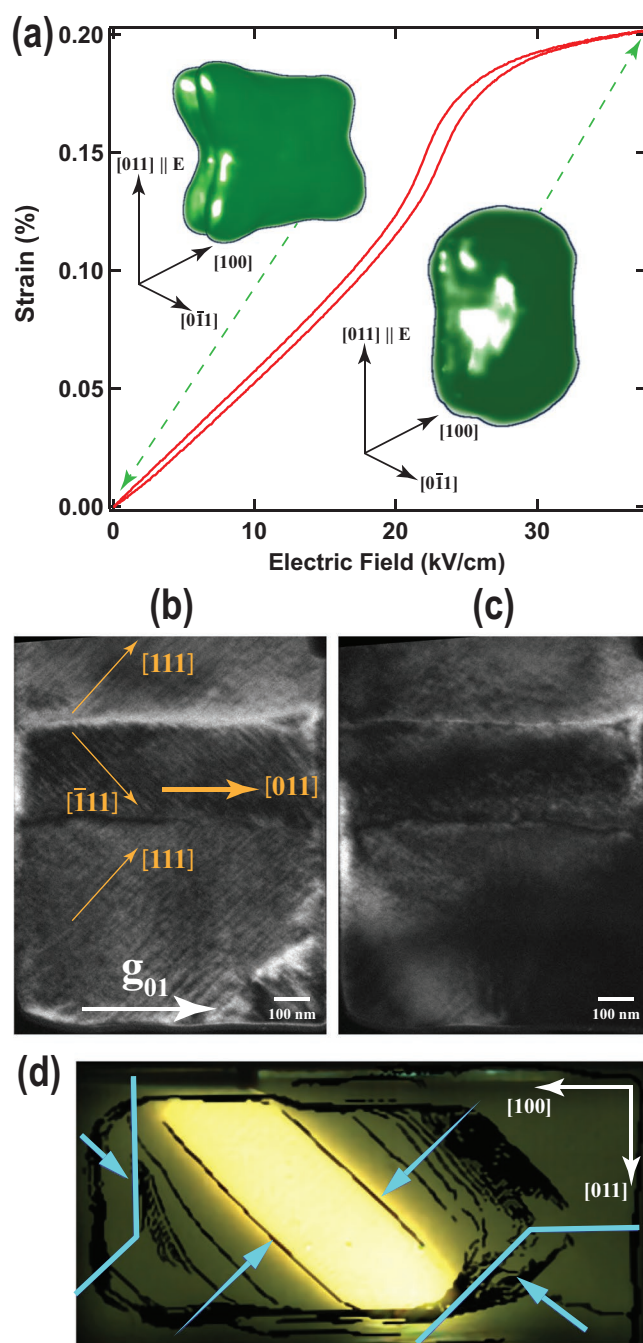 (a)
0.20
0.15
0.10
0.05
0.00
Strain (%)
[011] || E
[100]
[01̄1]
[011] || E
[100]
[01̄1]
0
10
20
30
Electric Field (kV/cm)
(b)
(c)
[111]
[1̄11]
[011]
[111]
g01
100 nm
100 nm
(d)
[100]
[011]